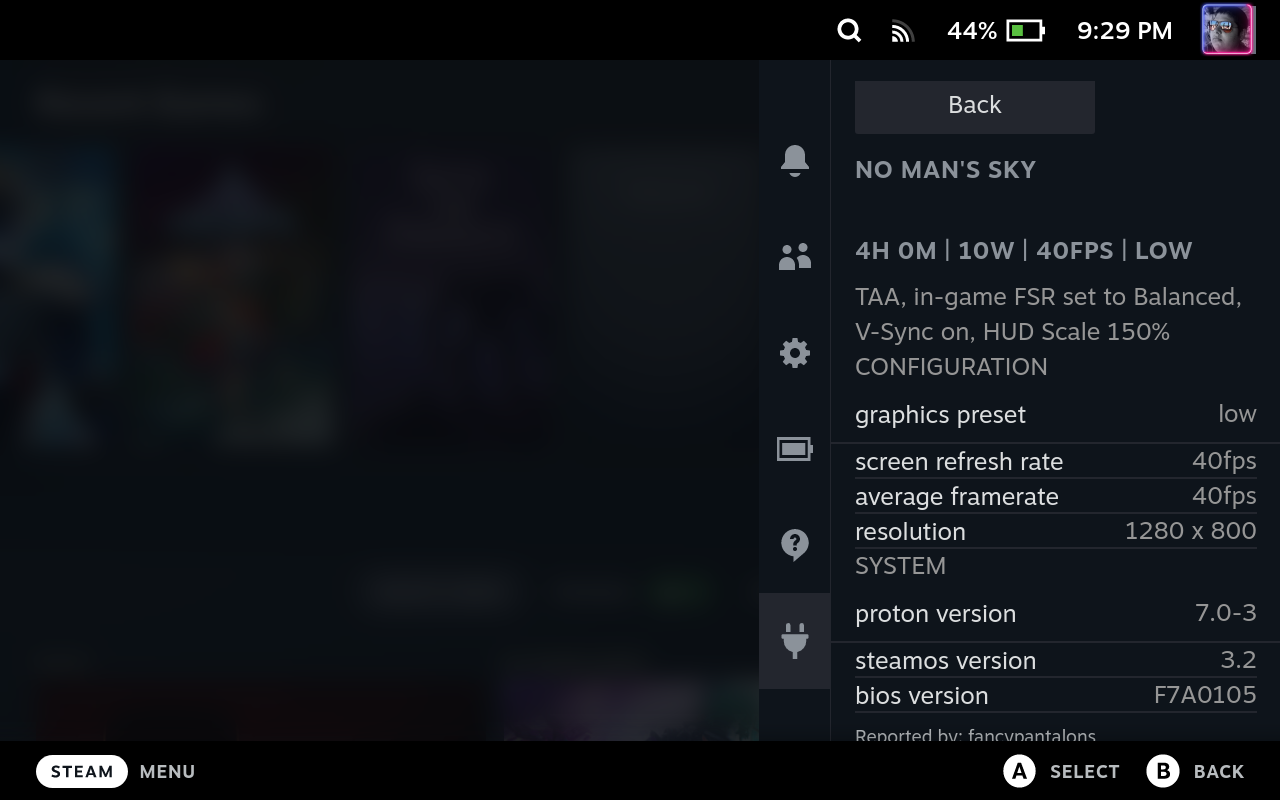 44%
9:29 PM
Back
NO MAN'S SKY
4H 0M | 10W | 40FPS | LOW
TAA, in-game FSR set to Balanced,
V-Sync on, HUD Scale 150%
CONFIGURATION
graphics preset low
screen refresh rate 40fps
average framerate 40fps
resolution 1280 x 800
SYSTEM
proton version 7.0-3
steamos version 3.2
bios version F7A0105
Reported by: fancypantalons
STEAM MENU
A SELECT B BACK